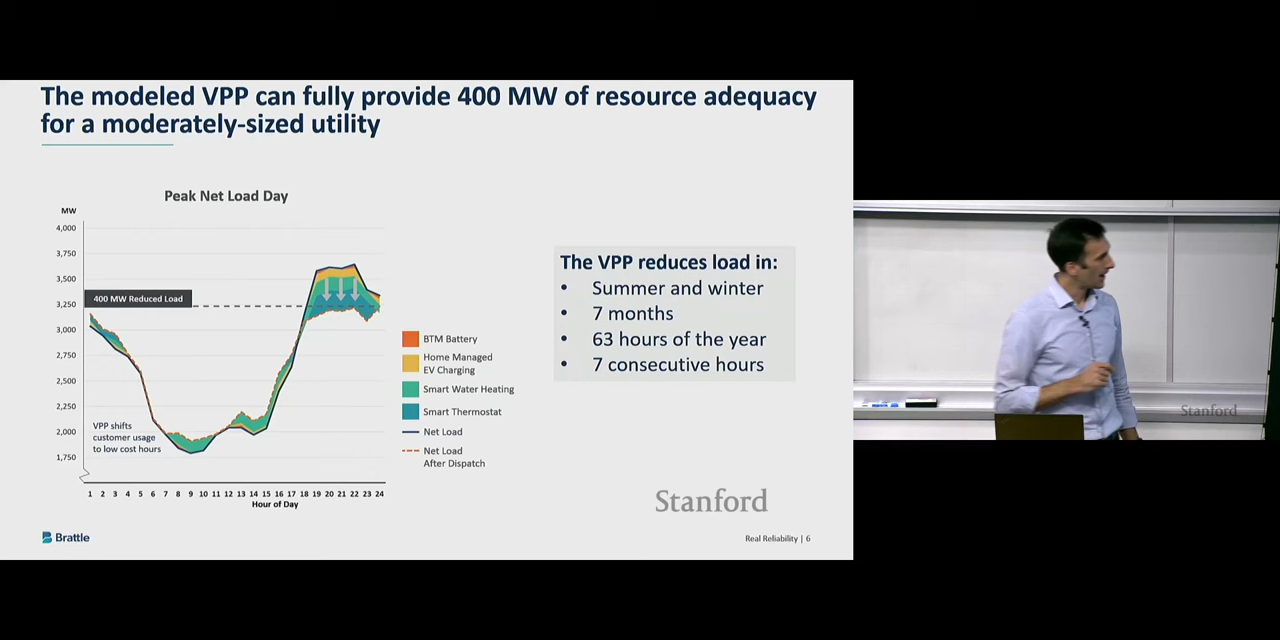 The modeled VPP can fully provide 400 MW of resource adequacy
for a moderately-sized utility
Peak Net Load Day
MW
4,000
3,750
3,500
3,250
3,000
2,750
2,500
2,250
2,000
1,750
400 MW Reduced Load
VPP shifts
customer usage
to low cost hours
1 2 3 4 5 6 7 8 9 10 11 12 13 14 15 16 17 18 19 20 21 22 23 24
Hour of Day
BTM Battery
Home Managed
EV Charging
Smart Water Heating
Smart Thermostat
Net Load
Net Load
After Dispatch
The VPP reduces load in:
• Summer and winter
• 7 months
• 63 hours of the year
• 7 consecutive hours
Stanford
Brattle
Real Reliability | 6
Stanford